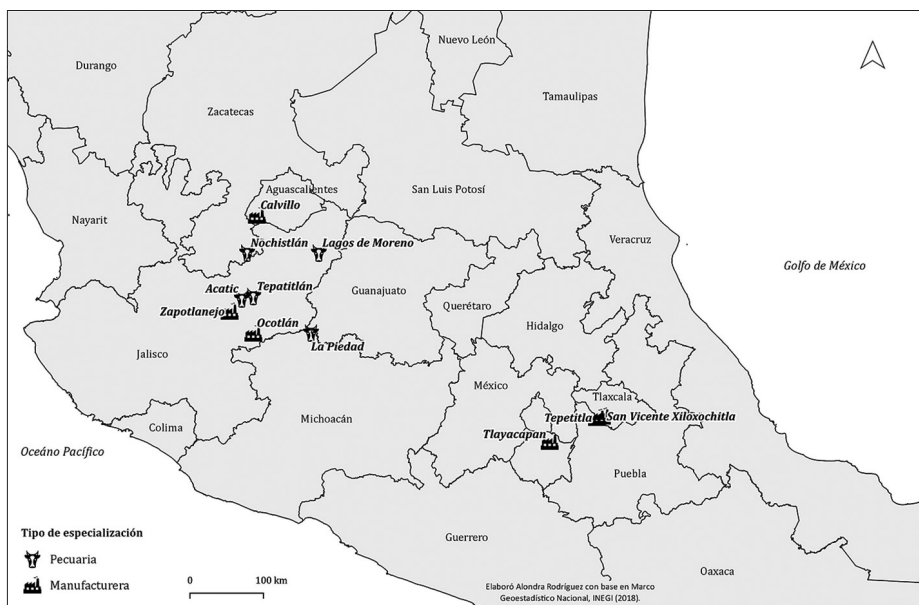 Nuevo León
Durango
Tamaulipas
Zacatecas
Aguascalientes
San Luis Potosí
Calvillo
Nayarit
Veracruz
Nochistlán
Lagos de Moreno
Golfo de México
Acatic
Tepatitlán
Guanajuato
Querétaro
Zapotlanejo
Ocotlán
Hidalgo
La Piedad
Jalisco
México
Tlaxcala
Michoacán
Tepetitla
San Vicente Xiloxochitla
Colima
Tlayacapan
Oceáno Pacífico
Puebla
Tipo de especialización
Guerrero
Pecuaria
Oaxaca
Manufacturera
0 100 km
Elaboró Alondra Rodríguez con base en Marco
Geoestadístico Nacional, INEGI (2018).